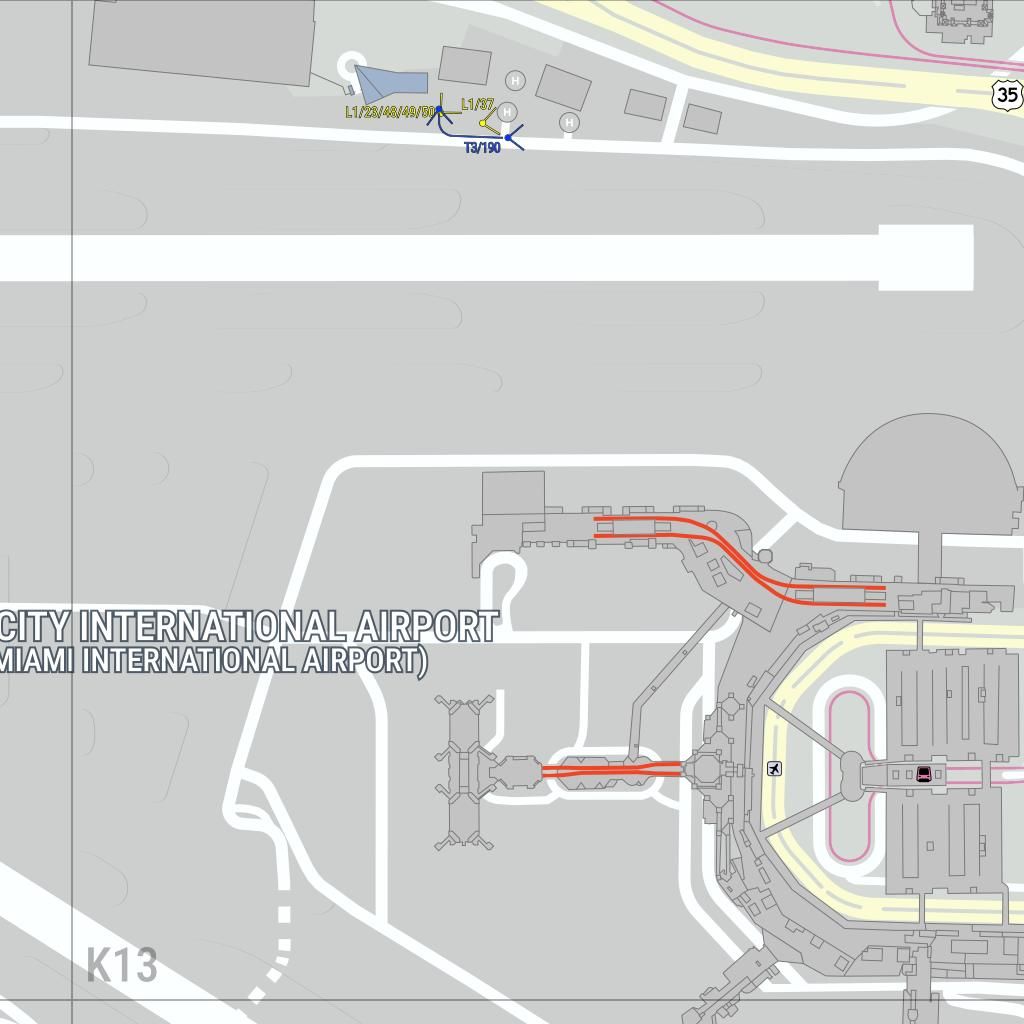 35
H
L1/37
L1/23/48/49/50
H
H
T3/190
CITY INTERNATIONAL AIRPORT
MIAMI INTERNATIONAL AIRPORT)
K13